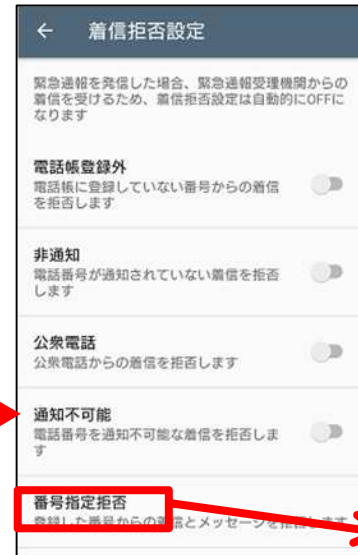 ← 着信拒否設定
緊急通報を発信した場合、緊急通報受理機関からの
着信を受けるため、着信拒否設定は自動的にOFFに
なります
電話帳登録外
電話帳に登録していない番号からの着信
を拒否します
非通知
電話番号が通知されていない着信を拒否
します
公衆電話
公衆電話からの着信を拒否します
通知不可能
電話番号を通知不可能な着信を拒否しま
す
番号指定拒否
登録した番号からの着信とメッセージを拒否します